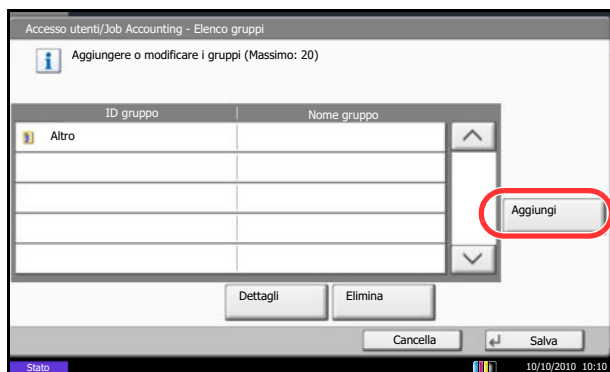 Accesso utenti/Job Accounting - Elenco gruppi
Aggiungere o modificare i gruppi (Massimo: 20)
ID gruppo Nome gruppo
Altro
Aggiungi
Dettagli Elimina
Cancella Salva
Stato 10/10/2010 10:10